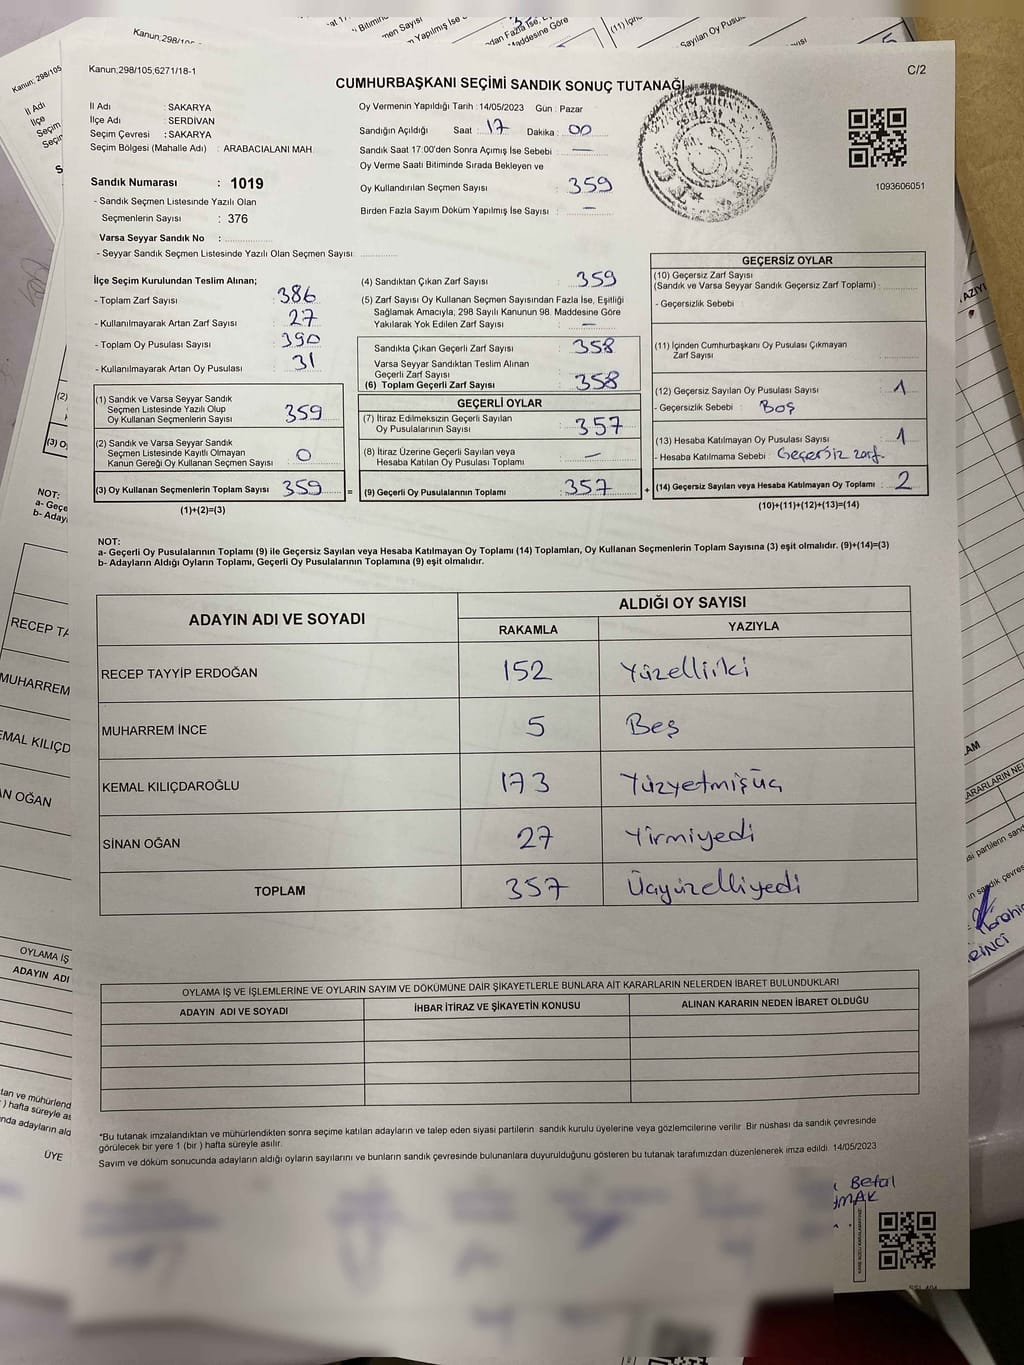 Kanun;298/105,6271/18-1
C/2
CUMHURBAŞKANI SEÇİMİ SANDIK SONUÇ TUTANAĞI
İl Adı : SAKARYA
İlçe Adı : SERDİVAN
Seçim Çevresi : SAKARYA
Seçim Bölgesi (Mahalle Adı) : ARABACIALANI MAH.
Sandık Numarası : 1019
- Sandık Seçmen Listesinde Yazılı Olan
Seçmenlerin Sayısı : 376
Varsa Seyyar Sandık No :
- Seyyar Sandık Seçmen Listesinde Yazılı Olan Seçmen Sayısı
Oy Vermenin Yapıldığı Tarih : 14/05/2023 Gün : Pazar
Sandığın Açıldığı Saat : 17 Dakika : 00
Sandık Saat 17:00'den Sonra Açımış İse Sebebi : —
Oy Verme Saati Bitiminde Sırada Bekleyen ve
Oy Kullandırılan Seçmen Sayısı : 359
Birden Fazla Sayım Döküm Yapılmış İse Sayısı : —
1093606051
İlçe Seçim Kurulundan Teslim Alınan;
- Toplam Zarf Sayısı : 386
- Kullanılmayarak Artan Zarf Sayısı : 27
- Toplam Oy Pusulası Sayısı : 390
- Kullanılmayarak Artan Oy Pusulası : 31
(1) Sandık ve Varsa Seyyar Sandık
Seçmen Listesinde Yazılı Olup
Oy Kullanan Seçmenlerin Sayısı : 359
(2) Sandık ve Varsa Seyyar Sandık
Seçmen Listesinde Kayıtlı Olmayan
Kanun Gereği Oy Kullanan Seçmen Sayısı : 0
(3) Oy Kullanan Seçmenlerin Toplam Sayısı : 359
(1)+(2)=(3)
(4) Sandıktan Çıkan Zarf Sayısı : 359
(5) Zarf Sayısı Oy Kullanan Seçmen Sayısından Fazla İse, Eşitliği
Sağlamak Amacıyla, 298 Sayılı Kanunun 98. Maddesine Göre
Yakılarak Yok Edilen Zarf Sayısı : —
Sandıkta Çıkan Geçerli Zarf Sayısı : 358
Varsa Seyyar Sandıktan Teslim Alınan
Geçerli Zarf Sayısı
(6) Toplam Geçerli Zarf Sayısı : 358
GEÇERLİ OYLAR
(7) İtiraz Edilmeksizin Geçerli Sayılan
Oy Pusulalarının Sayısı : 357
(8) İtiraz Üzerine Geçerli Sayılan veya
Hesaba Katılan Oy Pusulası Toplamı : —
= (9) Geçerli Oy Pusulalarının Toplamı : 357 +
GEÇERSİZ OYLAR
(10) Geçersiz Zarf Sayısı
(Sandık ve Varsa Seyyar Sandık Geçersiz Zarf Toplamı) :
- Geçersizlik Sebebi
(11) İçinden Cumhurbaşkanı Oy Pusulası Çıkmayan
Zarf Sayısı :
(12) Geçersiz Sayılan Oy Pusulası Sayısı : 1
- Geçersizlik Sebebi : Boş
(13) Hesaba Katılmayan Oy Pusulası Sayısı : 1
- Hesaba Katılmama Sebebi : Geçersiz zarf.
(14) Geçersiz Sayılan veya Hesaba Katılmayan Oy Toplamı : 2
(10)+(11)+(12)+(13)=(14)
NOT:
a- Geçerli Oy Pusulalarının Toplamı (9) ile Geçersiz Sayılan veya Hesaba Katılmayan Oy Toplamı (14) Toplamları, Oy Kullanan Seçmenlerin Toplam Sayısına (3) eşit olmalıdır. (9)+(14)=(3)
b- Adayların Aldığı Oyların Toplamı, Geçerli Oy Pusulalarının Toplamına (9) eşit olmalıdır.
ADAYIN ADI VE SOYADI
ALDIĞI OY SAYISI
RAKAMLA YAZIYLA
RECEP TAYYİP ERDOĞAN 152 Yüzelliiki
MUHARREM İNCE 5 Beş
KEMAL KILIÇDAROĞLU 173 Yüzyetmişüç
SİNAN OĞAN 27 Yirmiyedi
TOPLAM 357 Üçyüzelliyedi
OYLAMA İŞ VE İŞLEMLERİNE VE OYLARIN SAYIM VE DÖKÜMÜNE DAİR ŞİKAYETLERLE BUNLARA AİT KARARLARIN NELERDEN İBARET BULUNDUKLARI
ADAYIN ADI VE SOYADI
İHBAR İTİRAZ VE ŞİKAYETİN KONUSU
ALINAN KARARIN NEDEN İBARET OLDUĞU
*Bu tutanak imzalandıktan ve mühürlendikten sonra seçime katılan adayların ve talep eden siyasi partilerin sandık kurulu üyelerine veya gözlemcilerine verilir. Bir nüshası da sandık çevresinde
görülecek bir yere 1 (bir ) hafta süreyle asılır.
Sayım ve döküm sonucunda adayların aldığı oyların sayılarını ve bunların sandık çevresinde bulunanlara duyurulduğunu gösteren bu tutanak tarafımızdan düzenlenerek imza edildi. 14/05/2023
Betal